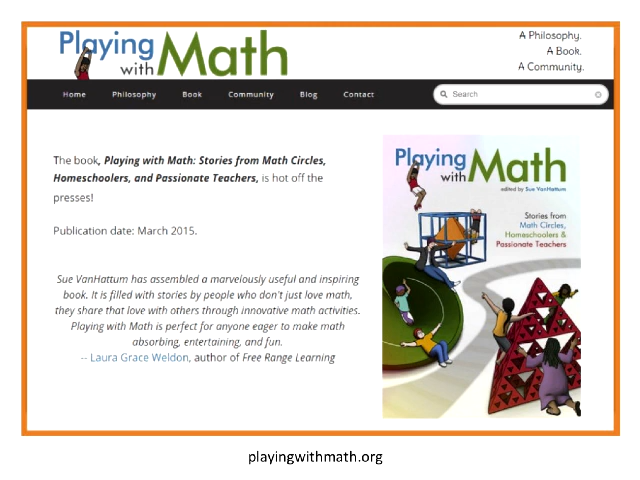 Playing
with Math
A Philosophy.
A Book.
A Community.
Home Philosophy Book Community Blog Contact Search
The book, Playing with Math: Stories from Math Circles,
Homeschoolers, and Passionate Teachers, is hot off the
presses!
Publication date: March 2015.
Sue VanHattum has assembled a marvelously useful and inspiring
book. It is filled with stories by people who don't just love math,
they share that love with others through innovative math activities.
Playing with Math is perfect for anyone eager to make math
absorbing, entertaining, and fun.
-- Laura Grace Weldon, author of Free Range Learning
Playing
with Math
edited by Sue VanHattum
Stories from
Math Circles,
Homeschoolers &
Passionate Teachers
playingwithmath.org